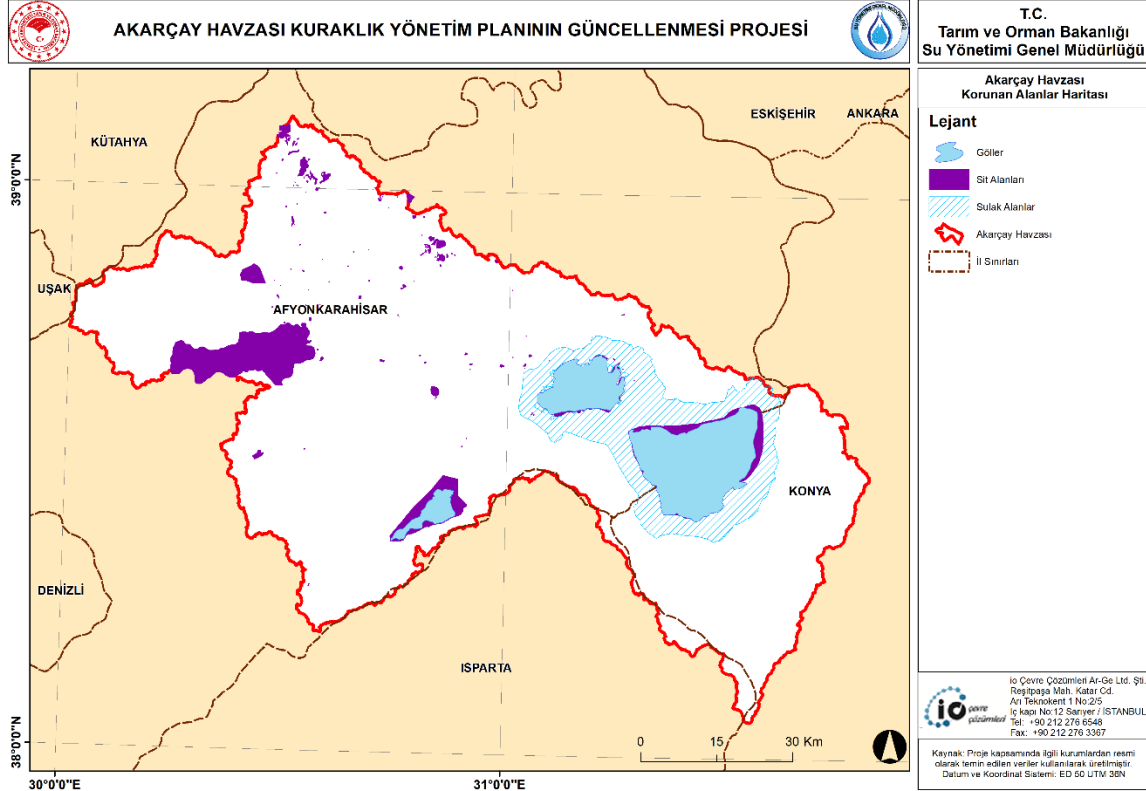 AKARÇAY HAVZASI KURAKLIK YÖNETİM PLANININ GÜNCELLENMESİ PROJESİ
T.C.
Tarım ve Orman Bakanlığı
Su Yönetimi Genel Müdürlüğü
Akarçay Havzası
Korunan Alanlar Haritası
Lejant
Göller
Sit Alanları
Sulak Alanlar
Akarçay Havzası
İl Sınırları
KÜTAHYA
ESKİŞEHİR
ANKARA
39°0'0"N
UŞAK
AFYONKARAHİSAR
KONYA
DENİZLİ
ISPARTA
38°0'0"N
0 15 30 Km
30°0'0"E
31°0'0"E
io çevre çözümleri
io Çevre Çözümleri Ar-Ge Ltd. Şti.
Reşitpaşa Mah. Katar Cd.
Arı Teknokent 1 No:2/5
İç kapı No:12 Sarıyer / İSTANBUL
Tel: +90 212 276 6548
Fax: +90 212 276 3367
Kaynak: Proje kapsamında ilgili kurumlardan resmi
olarak temin edilen veriler kullanılarak üretilmiştir.
Datum ve Koordinat Sistemi: ED 50 UTM 36N